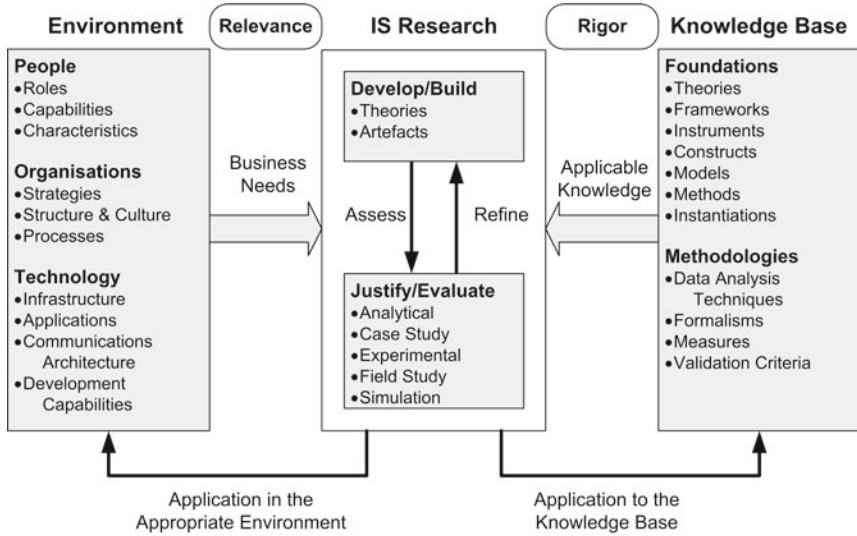 Environment
Relevance
IS Research
Rigor
Knowledge Base
People
•Roles
•Capabilities
•Characteristics
Organisations
•Strategies
•Structure & Culture
•Processes
Technology
•Infrastructure
•Applications
•Communications
Architecture
•Development
Capabilities
Business
Needs
Develop/Build
•Theories
•Artefacts
Assess
Refine
Justify/Evaluate
•Analytical
•Case Study
•Experimental
•Field Study
•Simulation
Applicable
Knowledge
Foundations
•Theories
•Frameworks
•Instruments
•Constructs
•Models
•Methods
•Instantiations
Methodologies
•Data Analysis
Techniques
•Formalisms
•Measures
•Validation Criteria
Application in the
Appropriate Environment
Application to the
Knowledge Base